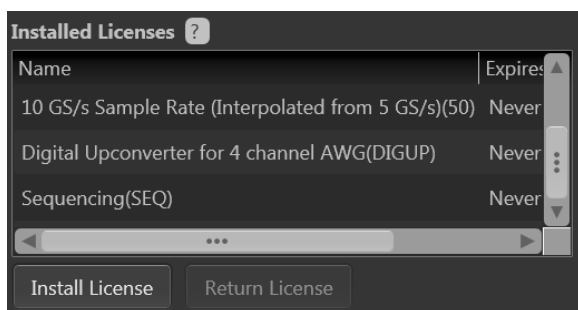 Installed Licenses ?
Name Expires
10 GS/s Sample Rate (Interpolated from 5 GS/s)(50) Never
Digital Upconverter for 4 channel AWG(DIGUP) Never
Sequencing(SEQ) Never
Install License Return License